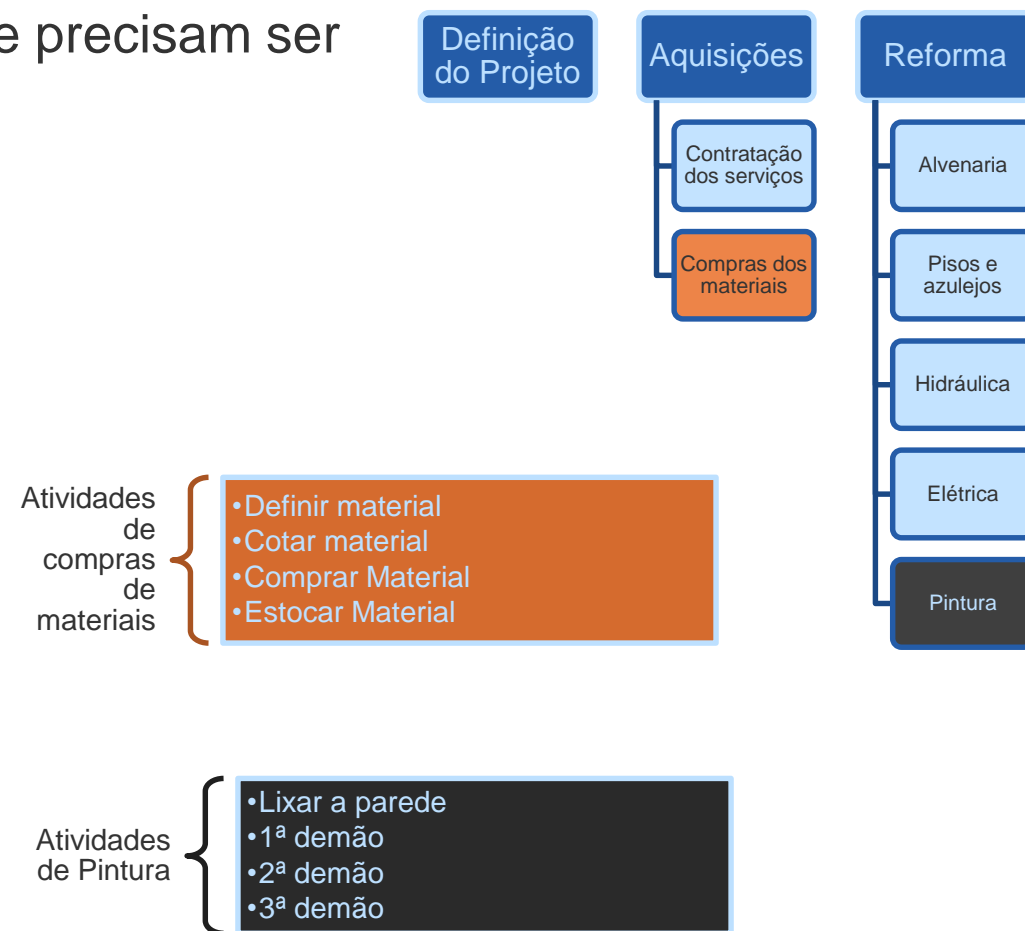 e precisam ser
Definição
do Projeto
Aquisições
Reforma
Contratação
dos serviços
Compras dos
materiais
Alvenaria
Pisos e
azulejos
Hidráulica
Elétrica
Pintura
Atividades
de
compras
de
materiais
•Definir material
•Cotar material
•Comprar Material
•Estocar Material
Atividades
de Pintura
•Lixar a parede
•1ª demão
•2ª demão
•3ª demão